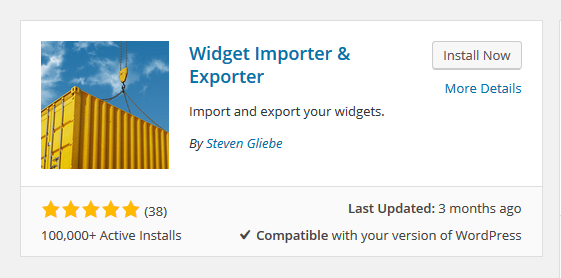 Widget Importer &
Exporter
Install Now
More Details
Import and export your widgets.
By Steven Gliebe
(38)
Last Updated: 3 months ago
100,000+ Active Installs
Compatible with your version of WordPress